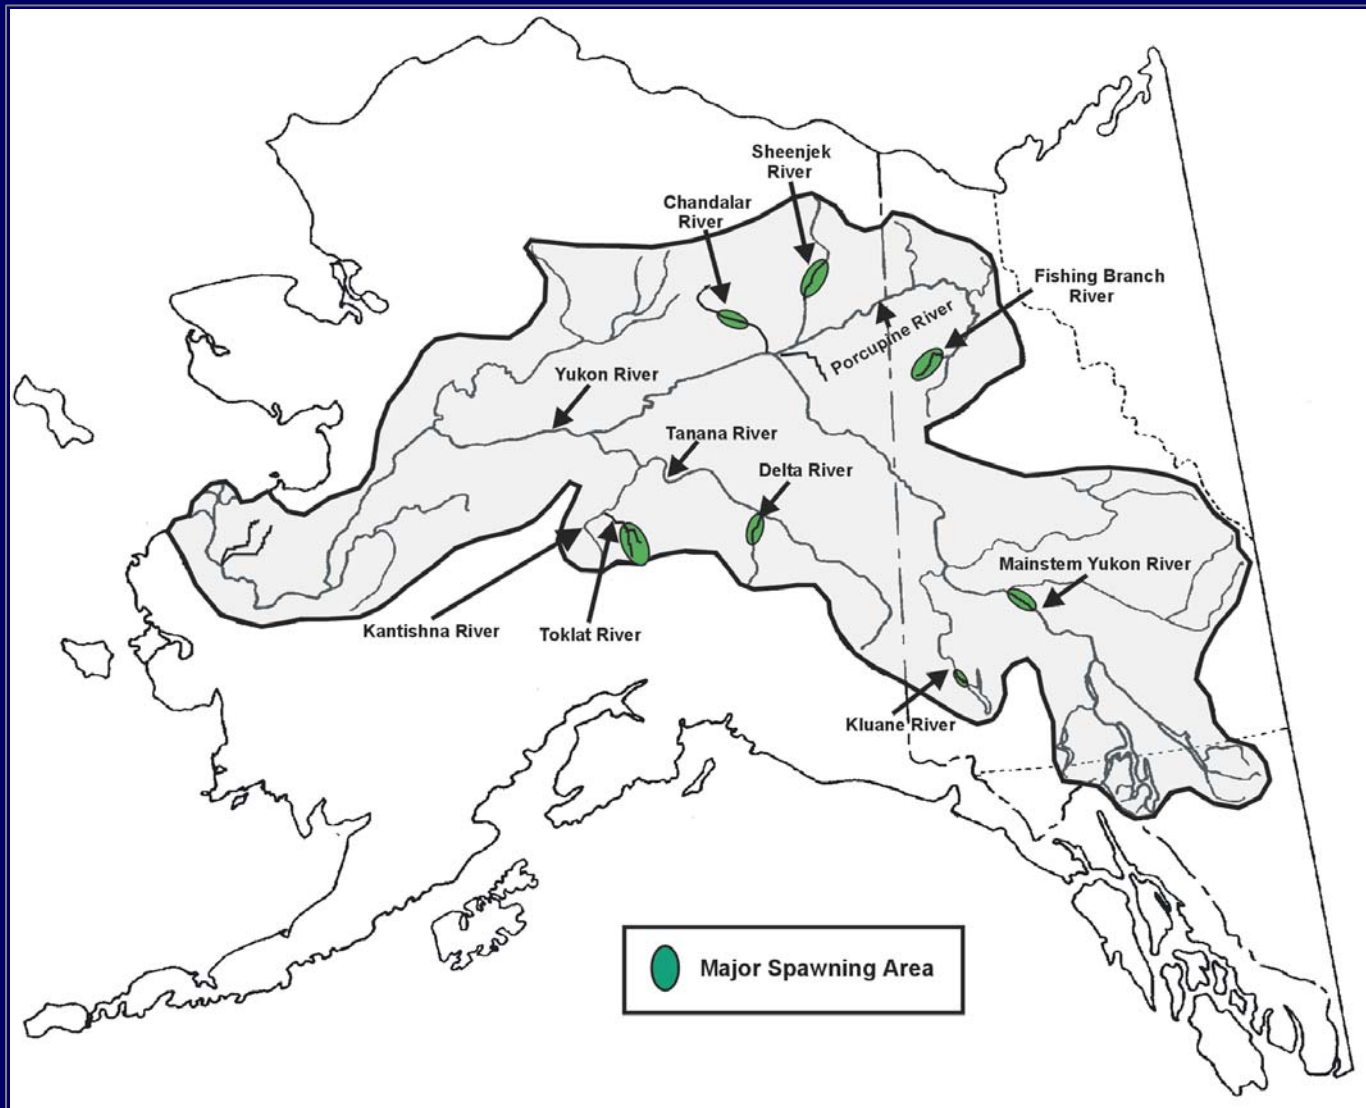 Sheenjek
River
Chandalar
River
Fishing Branch
River
Porcupine River
Yukon River
Tanana River
Delta River
Mainstem Yukon River
Kantishna River
Toklat River
Kluane River
Major Spawning Area